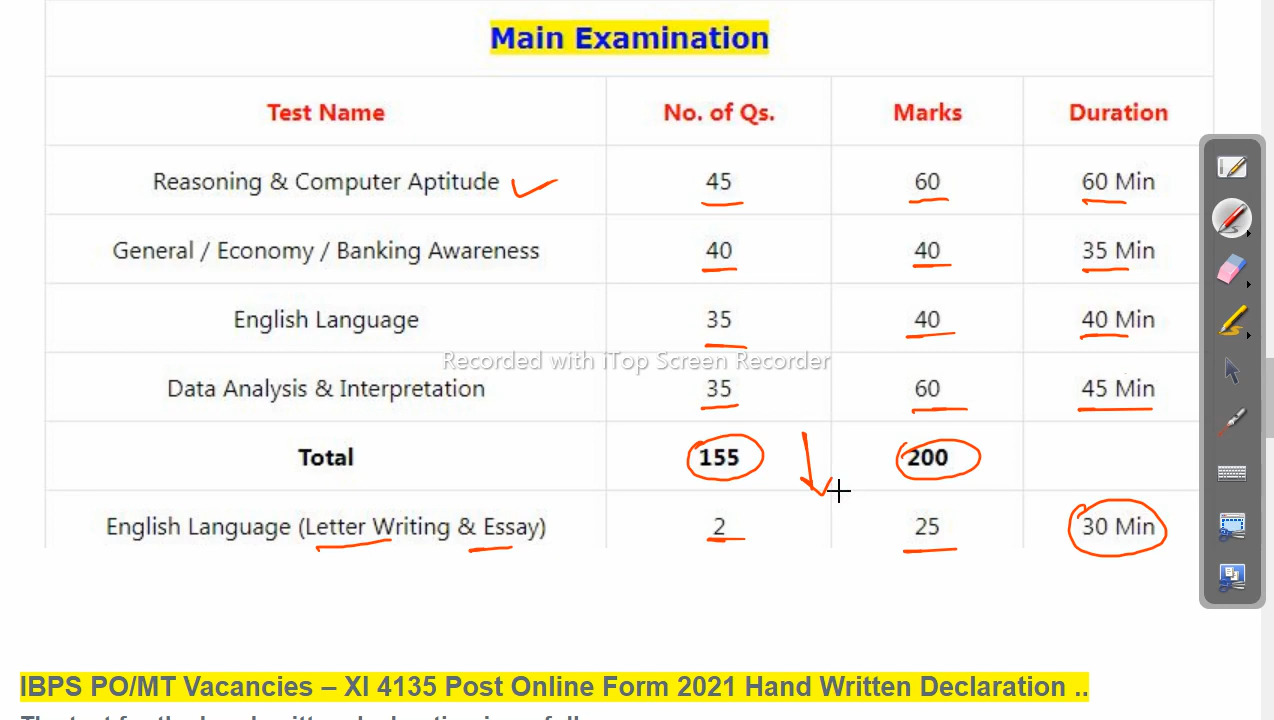 Main Examination
Test Name No. of Qs. Marks Duration
Reasoning & Computer Aptitude 45 60 60 Min
General / Economy / Banking Awareness 40 40 35 Min
English Language 35 40 40 Min
Recorded with iTop Screen Recorder
Data Analysis & Interpretation 35 60 45 Min
Total 155 200
English Language (Letter Writing & Essay) 2 25 30 Min
IBPS PO/MT Vacancies – XI 4135 Post Online Form 2021 Hand Written Declaration ..